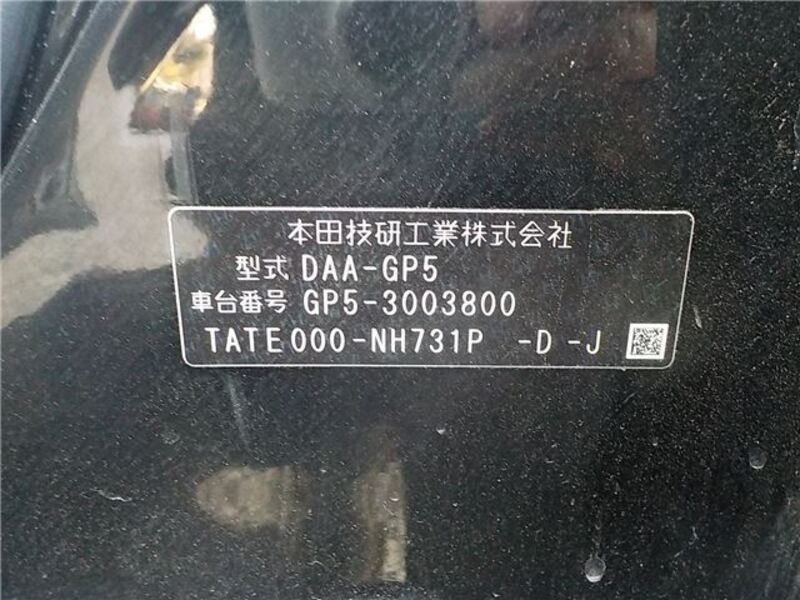 本田技研工業株式会社
型式 DAA-GP5
車台番号 GP5-3003800
TATE000-NH731P -D -J